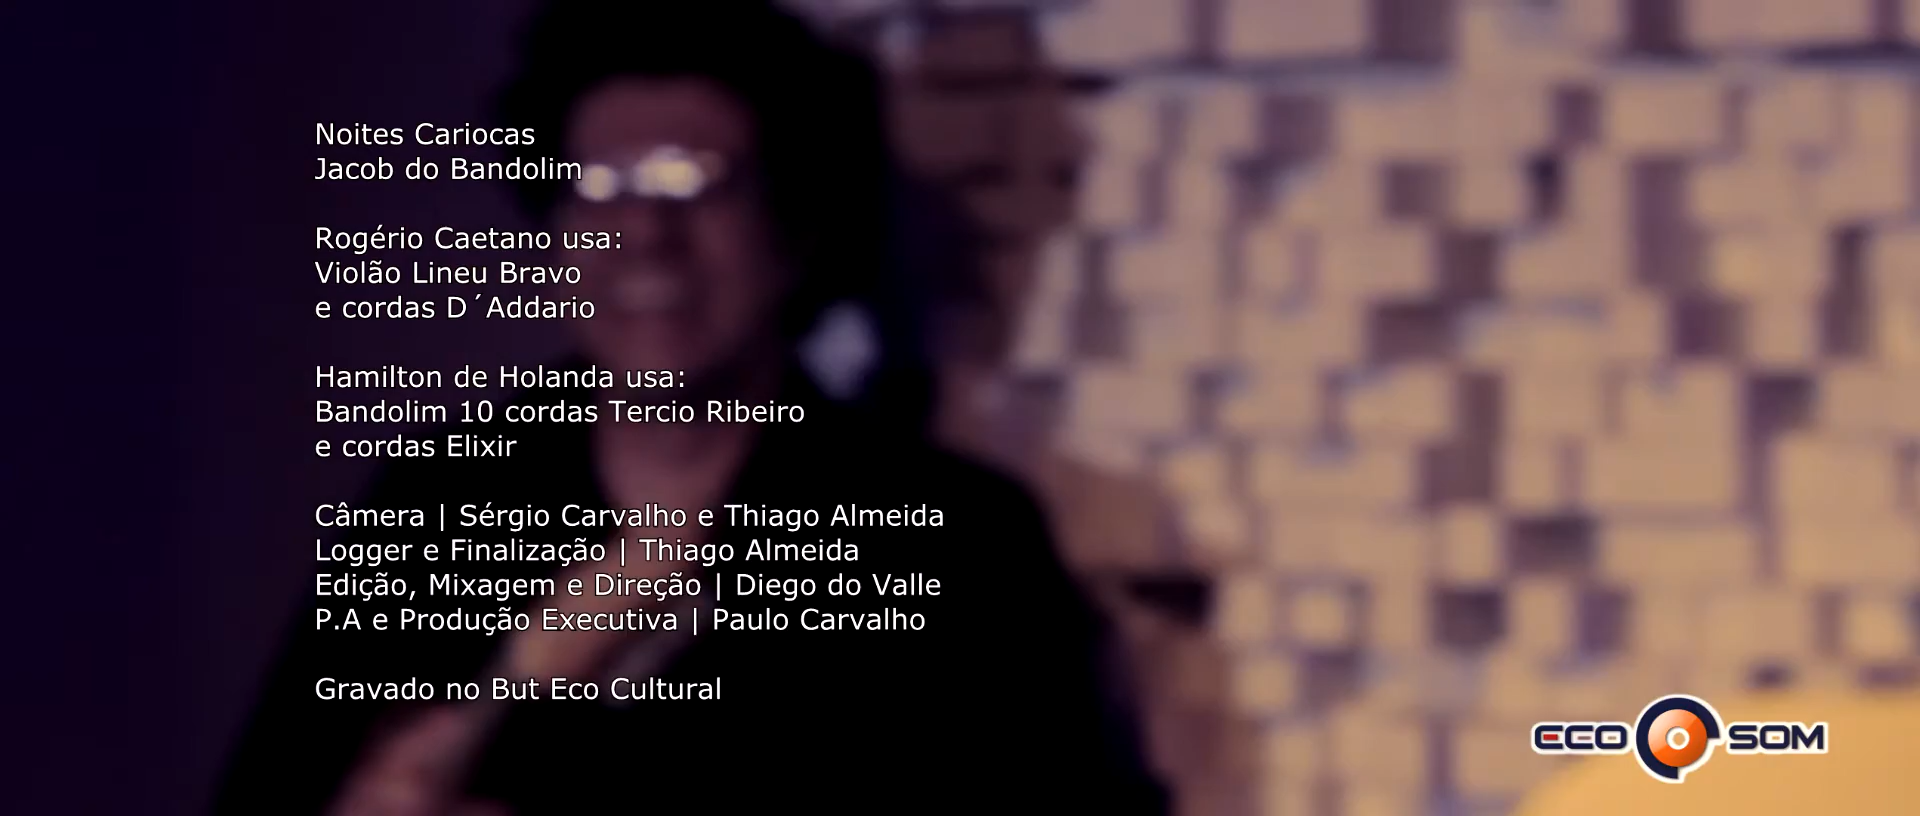 Noites Cariocas
Jacob do Bandolim
Rogério Caetano usa:
Violão Lineu Bravo
e cordas D´Addario
Hamilton de Holanda usa:
Bandolim 10 cordas Tercio Ribeiro
e cordas Elixir
Câmera | Sérgio Carvalho e Thiago Almeida
Logger e Finalização | Thiago Almeida
Edição, Mixagem e Direção | Diego do Valle
P.A e Produção Executiva | Paulo Carvalho
Gravado no But Eco Cultural
ECO SOM